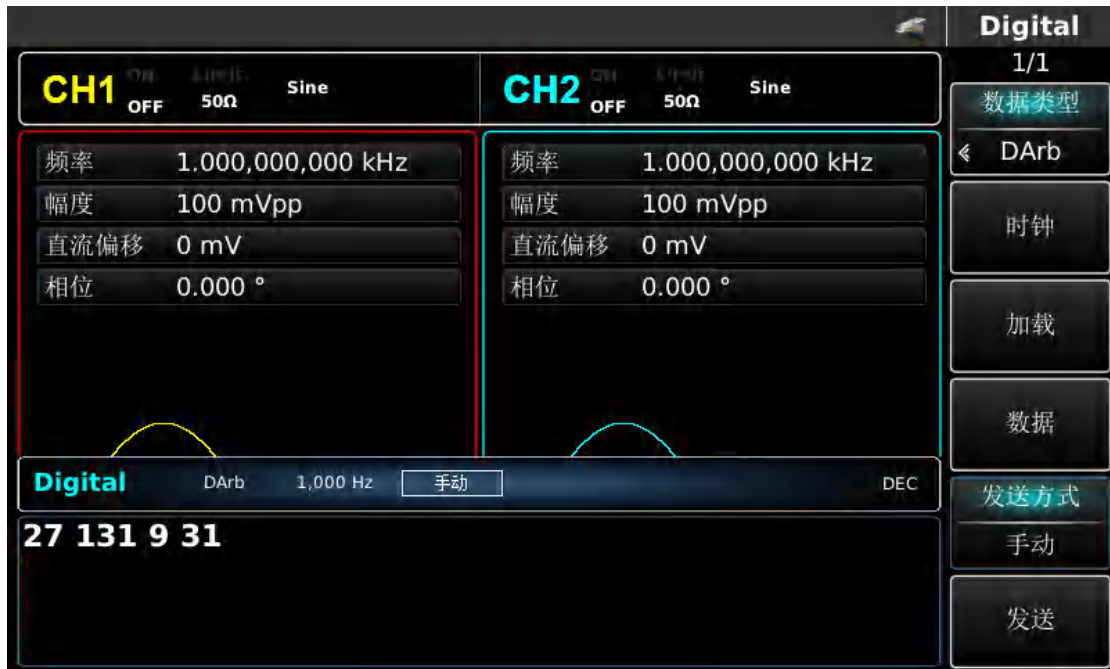 Digital
1/1
CH1 ON OFF Limit 50Ω Sine
CH2 ON OFF Limit 50Ω Sine
数据类型
DArb
频率 1.000,000,000 kHz
幅度 100 mVpp
直流偏移 0 mV
相位 0.000 °
频率 1.000,000,000 kHz
幅度 100 mVpp
直流偏移 0 mV
相位 0.000 °
时钟
加载
数据
Digital DArb 1,000 Hz 手动 DEC
发送方式
手动
27 131 9 31
发送